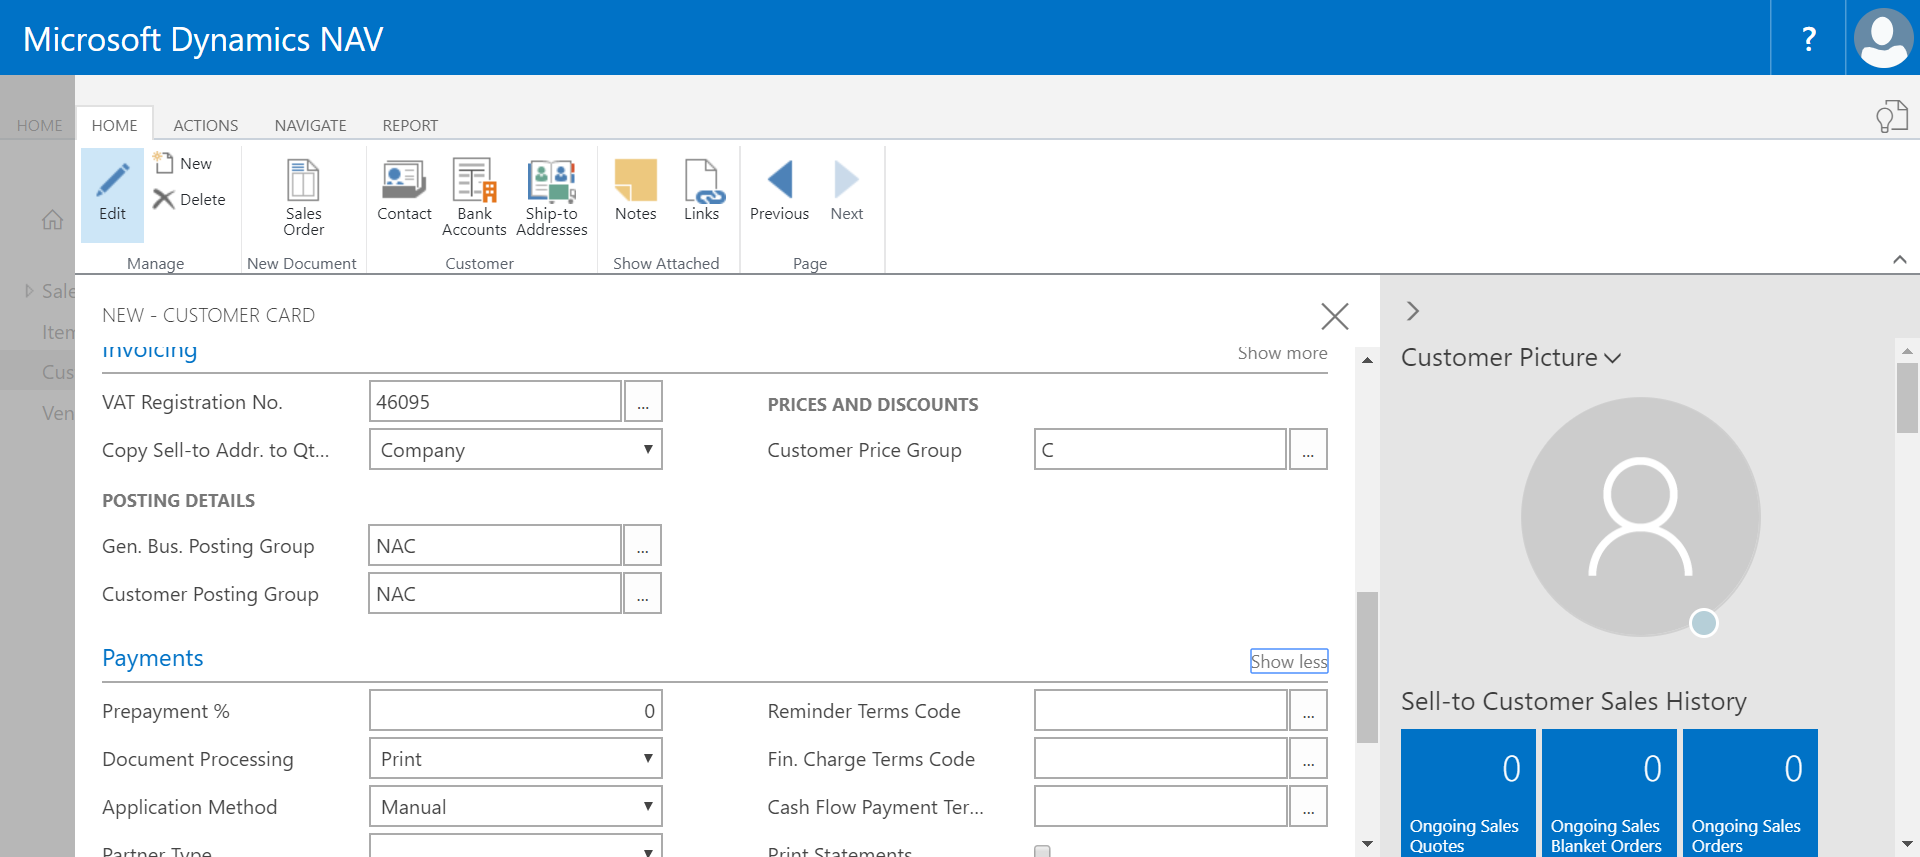 Microsoft Dynamics NAV
?
HOME
HOME
ACTIONS
NAVIGATE
REPORT
Edit
New
Delete
Manage
Sales
Order
New Document
Contact
Bank
Accounts
Ship-to
Addresses
Customer
Notes
Links
Show Attached
Previous
Next
Page
Sale
Item
Cus
Ven
NEW - CUSTOMER CARD
Invoicing
Show more
VAT Registration No.
46095
...
Copy Sell-to Addr. to Qt...
Company
PRICES AND DISCOUNTS
Customer Price Group
C
...
POSTING DETAILS
Gen. Bus. Posting Group
NAC
...
Customer Posting Group
NAC
...
Payments
Show less
Prepayment %
0
Document Processing
Print
Application Method
Manual
Partner Type
Reminder Terms Code
...
Fin. Charge Terms Code
...
Cash Flow Payment Ter...
...
Print Statements
Customer Picture
Sell-to Customer Sales History
0
Ongoing Sales
Quotes
0
Ongoing Sales
Blanket Orders
0
Ongoing Sales
Orders